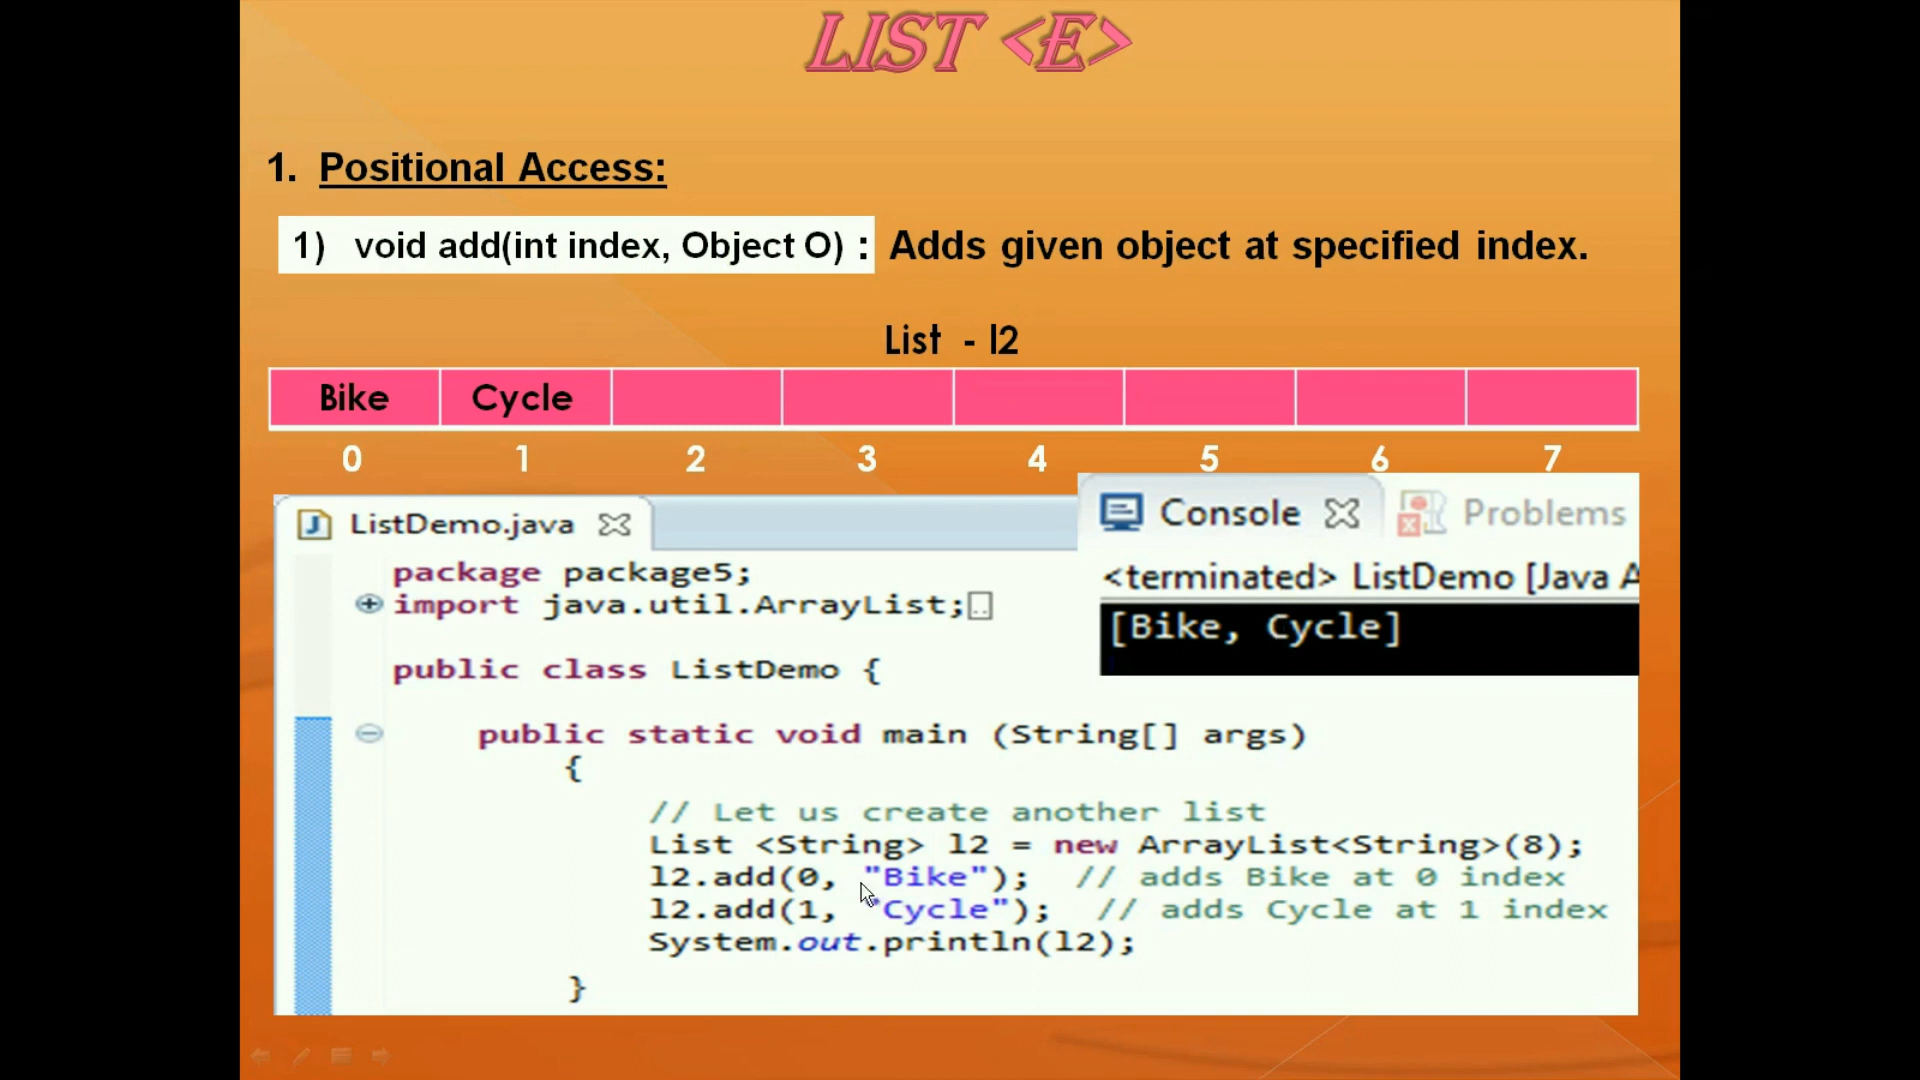 LIST <E>
1. Positional Access:
1) void add(int index, Object O) : Adds given object at specified index.
List - l2
Bike Cycle
0 1 2 3 4 5 6 7
ListDemo.java
package package5;
import java.util.ArrayList;
public class ListDemo {
public static void main (String[] args)
{
// Let us create another list
List <String> l2 = new ArrayList<String>(8);
l2.add(0, "Bike"); // adds Bike at 0 index
l2.add(1, "Cycle"); // adds Cycle at 1 index
System.out.println(l2);
}
Console Problems
<terminated> ListDemo [Java A
[Bike, Cycle]